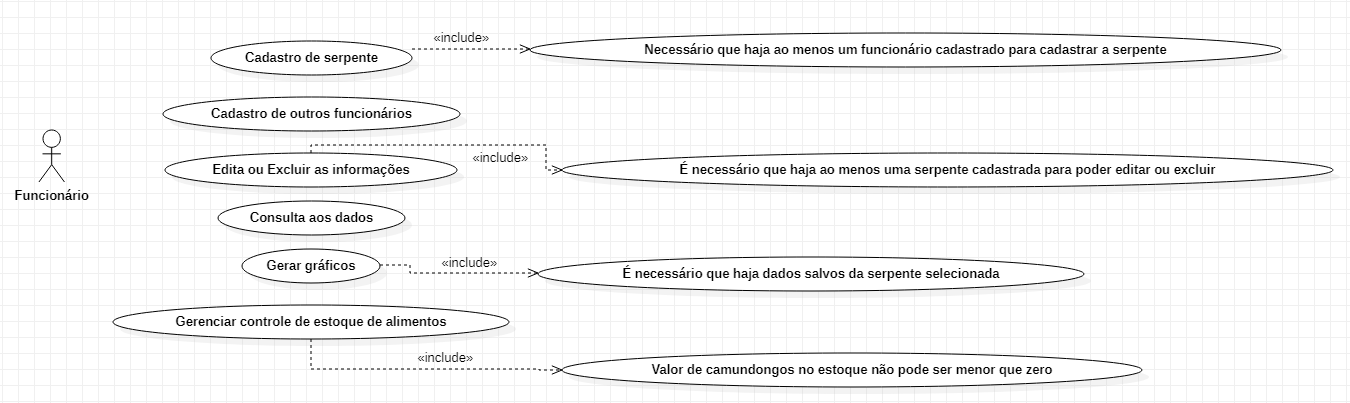 «include»
Cadastro de serpente
Necessário que haja ao menos um funcionário cadastrado para cadastrar a serpente
Cadastro de outros funcionários
«include»
Edita ou Excluir as informações
É necessário que haja ao menos uma serpente cadastrada para poder editar ou excluir
Funcionário
Consulta aos dados
«include»
Gerar gráficos
É necessário que haja dados salvos da serpente selecionada
Gerenciar controle de estoque de alimentos
«include»
Valor de camundongos no estoque não pode ser menor que zero